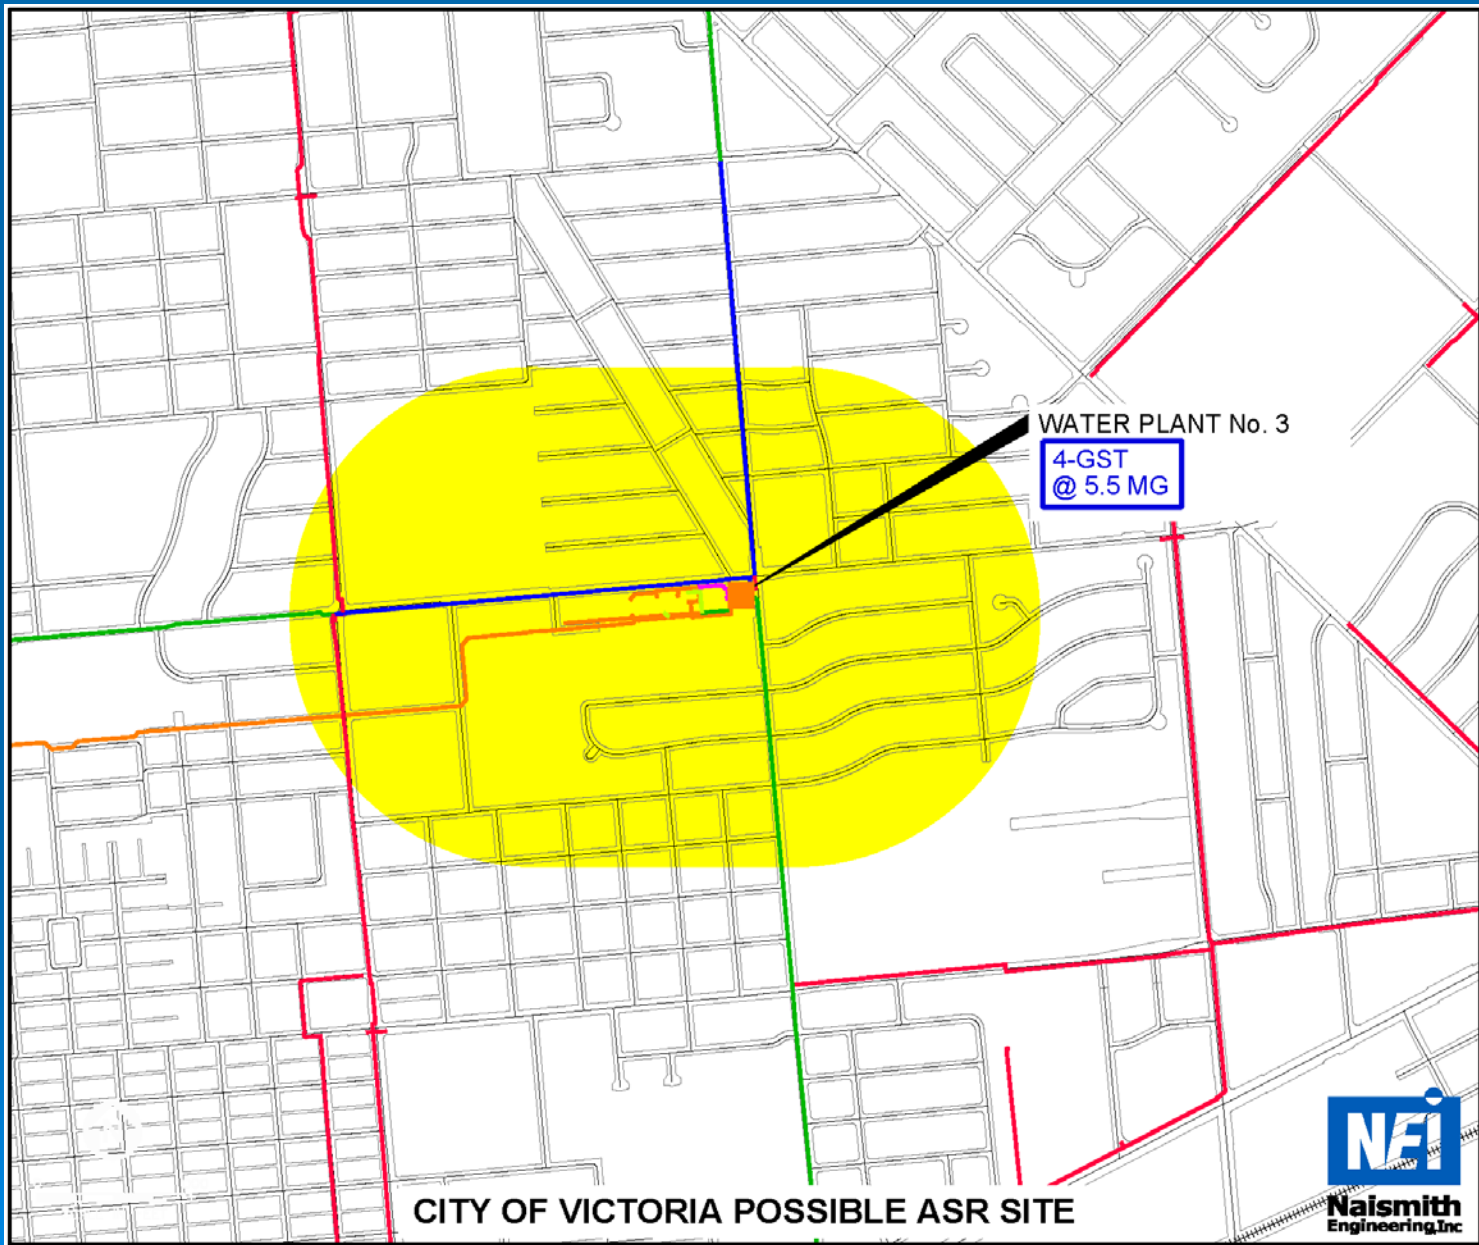 WATER PLANT No. 3
4-GST
@ 5.5 MG
CITY OF VICTORIA POSSIBLE ASR SITE
NEi
Naismith
Engineering,Inc